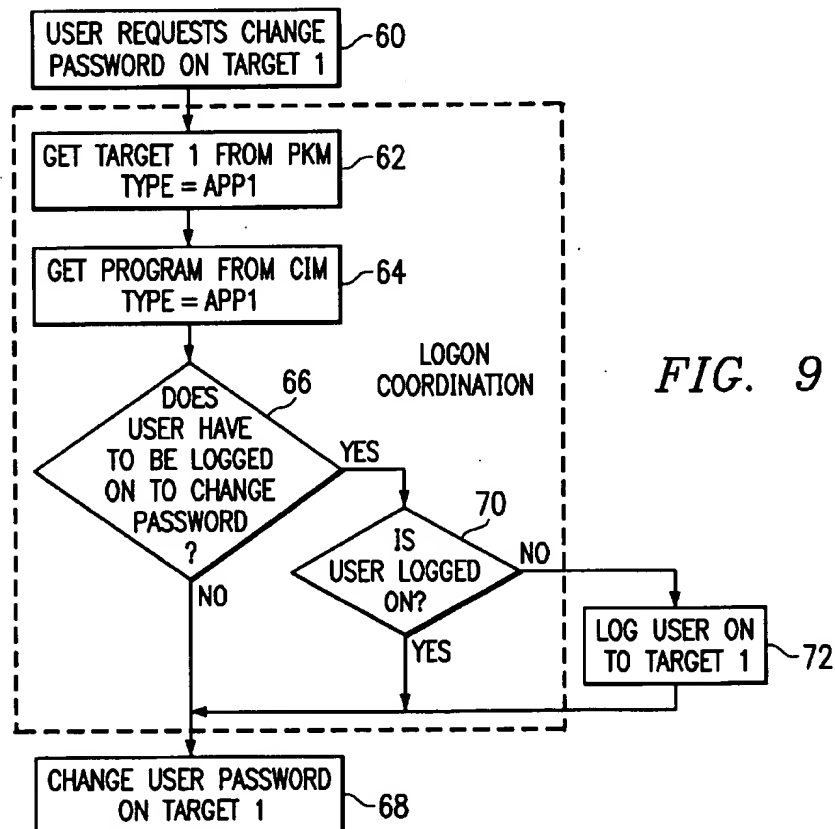 USER REQUESTS CHANGE
PASSWORD ON TARGET 1
60
GET TARGET 1 FROM PKM
TYPE = APP1
62
GET PROGRAM FROM CIM
TYPE = APP1
64
LOGON
COORDINATION
FIG. 9
DOES
USER HAVE
TO BE LOGGED
ON TO CHANGE
PASSWORD
?
66
YES
NO
IS
USER LOGGED
ON?
70
NO
YES
LOG USER ON
TO TARGET 1
72
CHANGE USER PASSWORD
ON TARGET 1
68